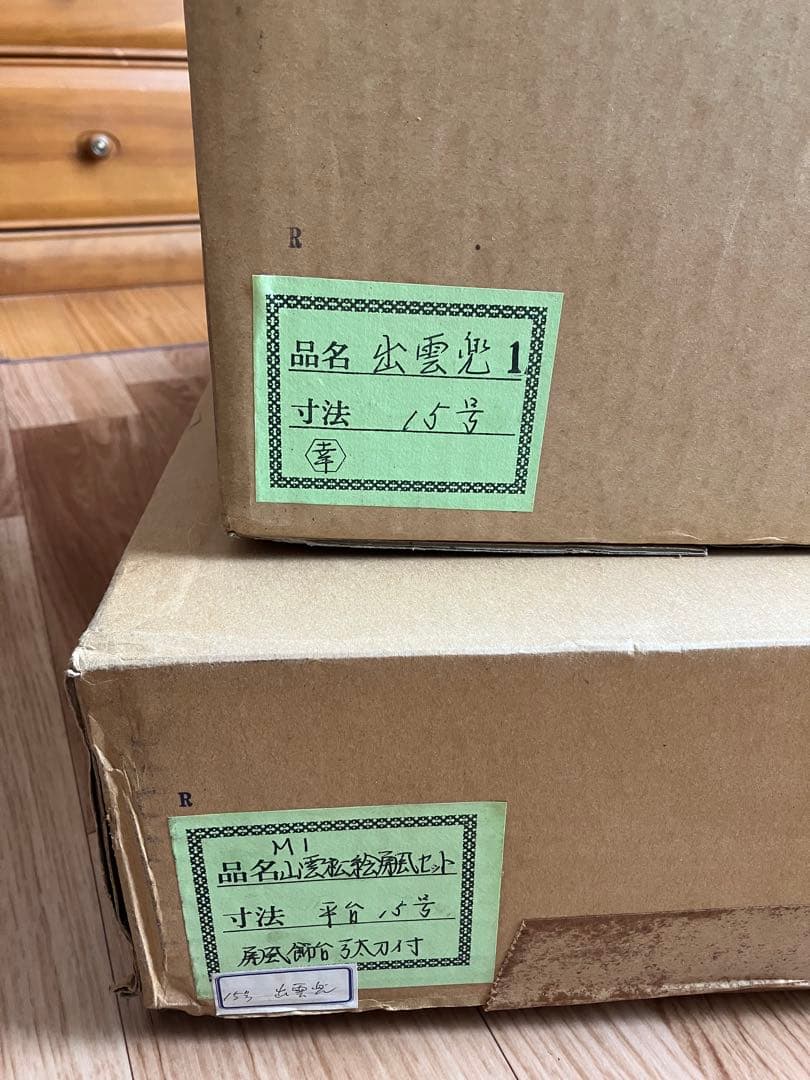 R
品名 出雲兜 1
寸法 15号
幸
R
M1
品名 山雲松絵屏風セット
寸法 平台 15号
屏風飾台弓太刀付
15号 出雲兜